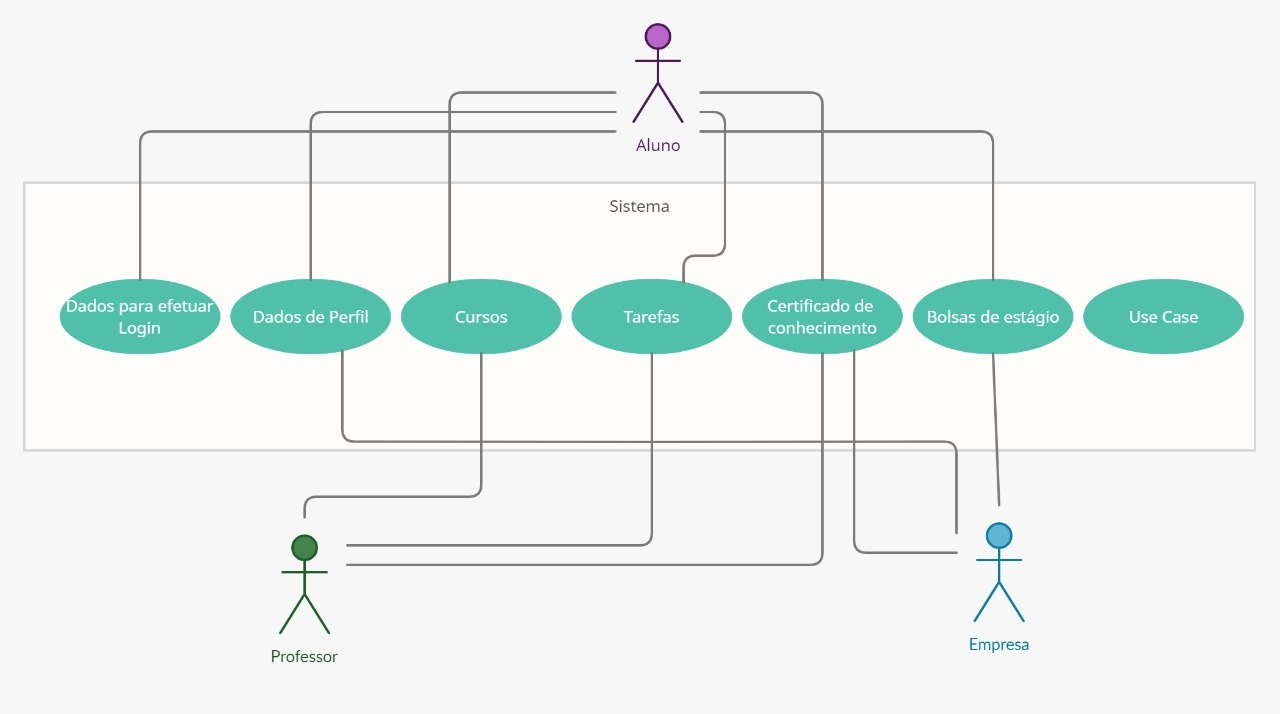 Aluno
Sistema
Dados para efetuar
Login
Dados de Perfil
Cursos
Tarefas
Certificado de
conhecimento
Bolsas de estágio
Use Case
Professor
Empresa